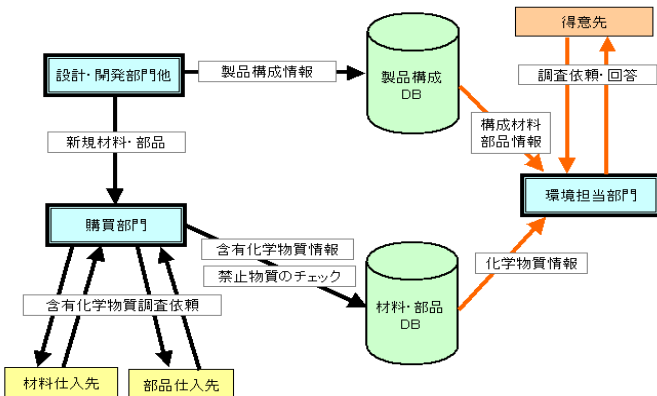 得意先
設計・開発部門他
製品構成情報
製品構成
DB
調査依頼・回答
構成材料
部品情報
新規材料・部品
環境担当部門
購買部門
含有化学物質情報
禁止物質のチェック
化学物質情報
含有化学物質調査依頼
材料・部品
DB
材料仕入先
部品仕入先